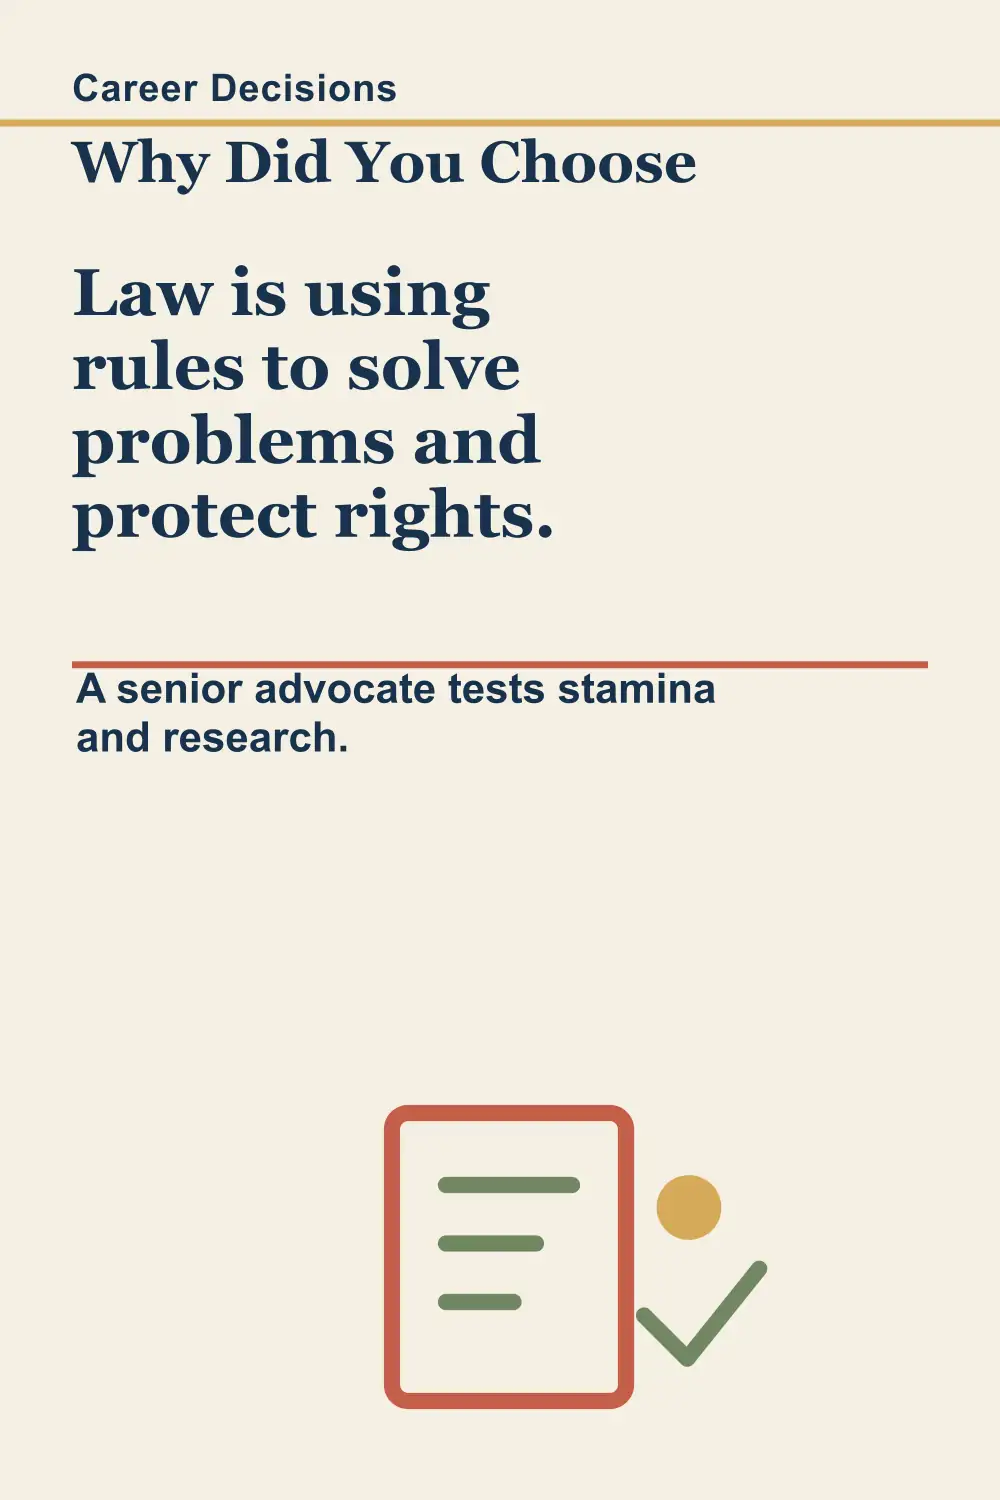 Career Decisions
Why Did You Choose
Law is using
rules to solve
problems and
protect rights.
A senior advocate tests stamina
and research.